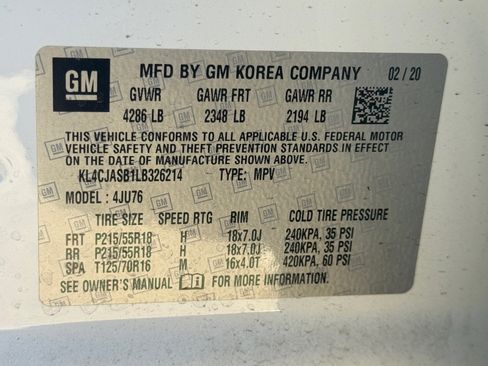 GM
MFD BY GM KOREA COMPANY 02/20
GVWR GAWR FRT GAWR RR
4286 LB 2348 LB 2194 LB
THIS VEHICLE CONFORMS TO ALL APPLICABLE U.S. FEDERAL MOTOR
VEHICLE SAFETY AND THEFT PREVENTION STANDARDS IN EFFECT ON
THE DATE OF MANUFACTURE SHOWN ABOVE.
KL4CJASB1LB326214 TYPE: MPV
MODEL : 4JU76
TIRE SIZE SPEED RTG RIM COLD TIRE PRESSURE
FRT P215/55R18 H 18x7.0J 240KPA, 35 PSI
RR P215/55R18 H 18x7.0J 240KPA, 35 PSI
SPA T125/70R16 M 16x4.0T 420KPA, 60 PSI
SEE OWNER'S MANUAL FOR MORE INFORMATION.